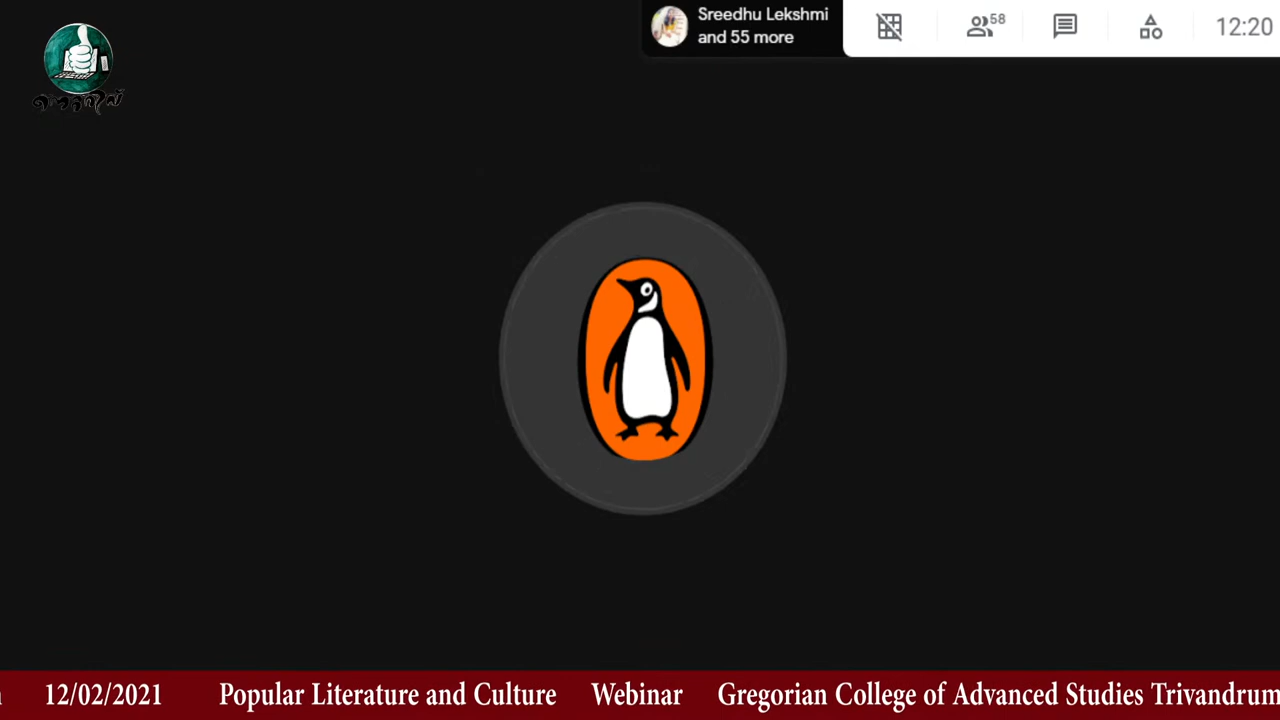 Sreedhu Lekshmi
and 55 more
58
12:20
12/02/2021 Popular Literature and Culture Webinar Gregorian College of Advanced Studies Trivandrum